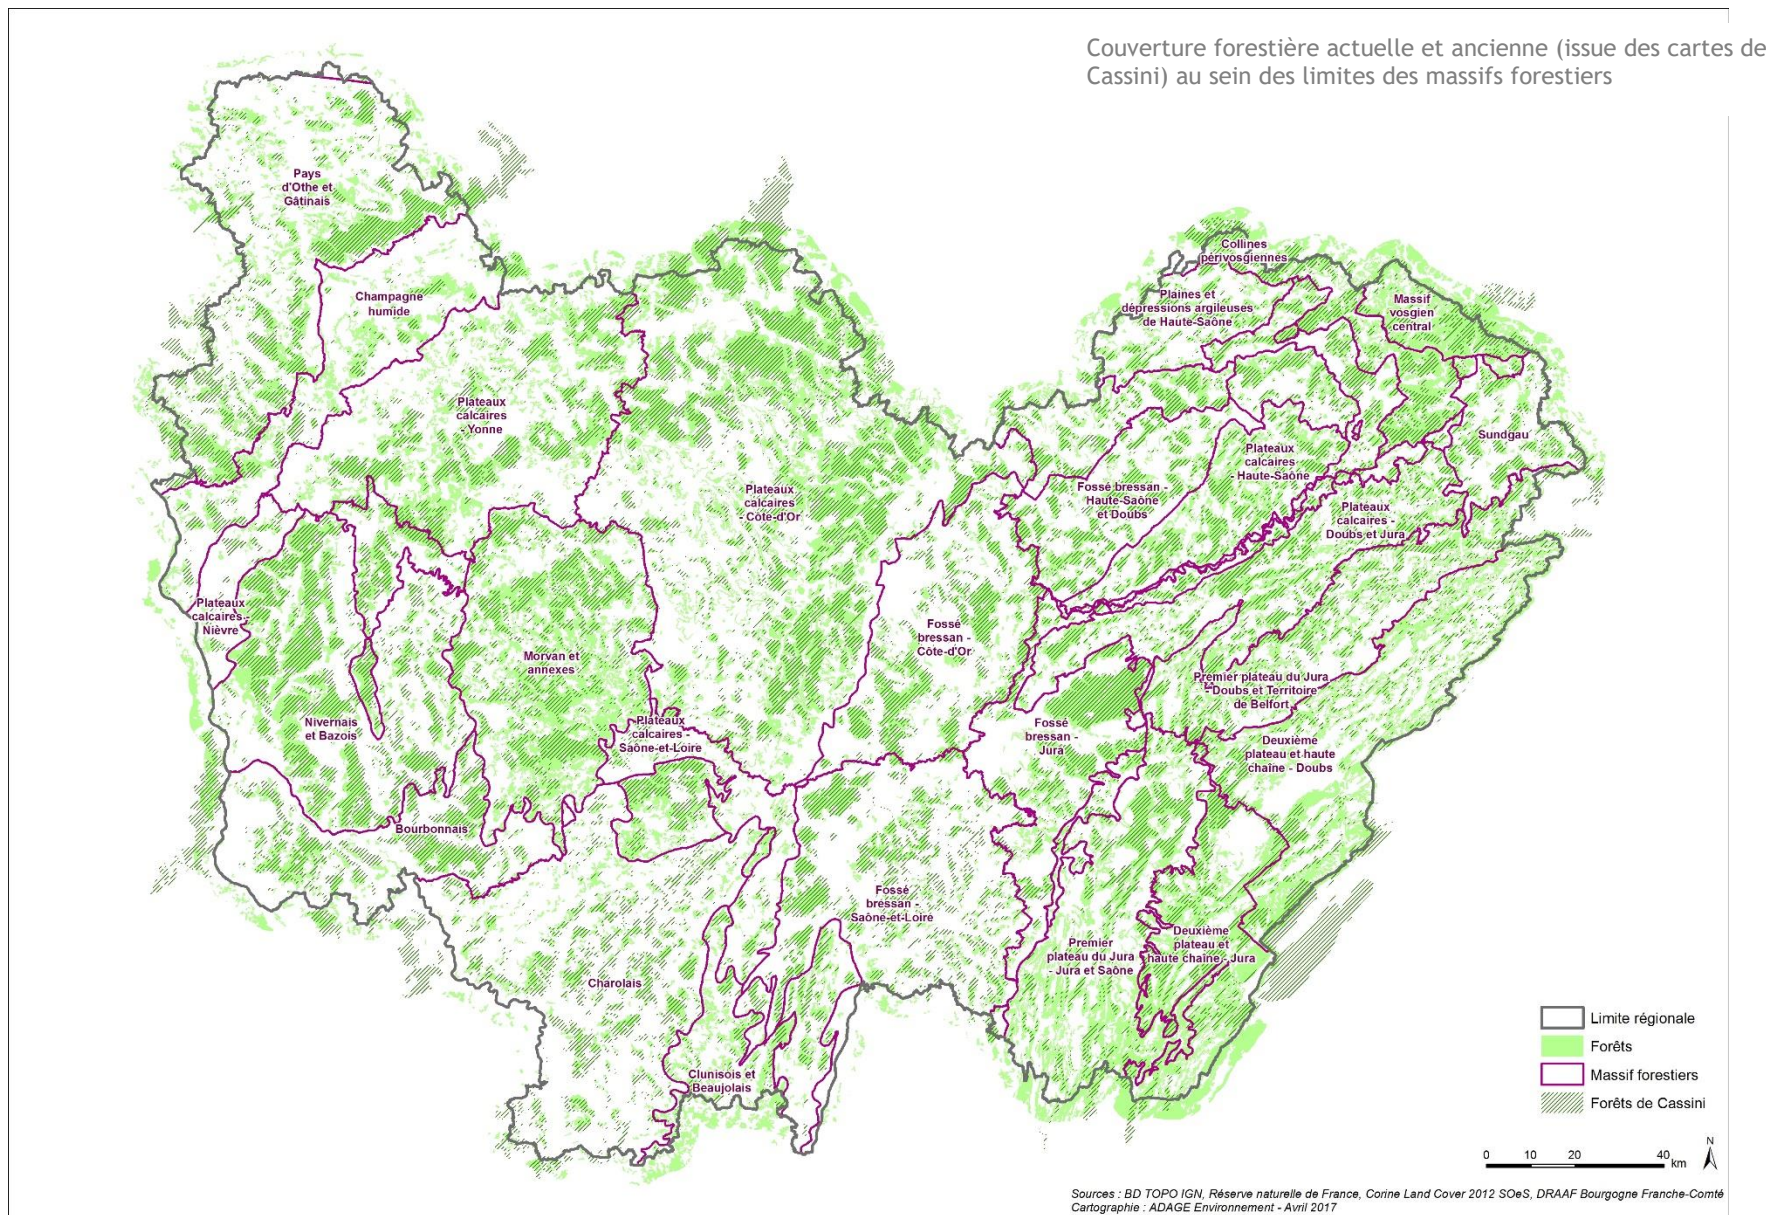 Couverture forestière actuelle et ancienne (issue des cartes de
Cassini) au sein des limites des massifs forestiers
Pays
d'Othe et
Gâtinais
Champagne
humide
Plateaux
calcaires
- Yonne
Collines
périvosgiennes
Plaines et
dépressions argileuses
de Haute-Saône
Massif
vosgien
central
Sundgau
Plateaux
calcaires
- Haute-Saône
Fossé bressan -
Haute-Saône
et Doubs
Plateaux
calcaires
- Côte-d'Or
Plateaux
calcaires -
Doubs et Jura
Plateaux
calcaires -
Nièvre
Morvan et
annexes
Fossé
bressan -
Côte-d'Or
Nivernais
et Bazois
Plateaux
calcaires -
Saône-et-Loire
Premier plateau du Jura
- Doubs et Territoire
de Belfort
Fossé
bressan -
Jura
Deuxième
plateau et haute
chaîne - Doubs
Bourbonnais
Fossé
bressan -
Saône-et-Loire
Premier
plateau du Jura
- Jura et Saône
Deuxième
plateau et
haute chaîne - Jura
Charolais
Clunisois et
Beaujolais
Limite régionale
Forêts
Massif forestiers
Forêts de Cassini
N
0 10 20 40 km
Sources : BD TOPO IGN, Réserve naturelle de France, Corine Land Cover 2012 SOeS, DRAAF Bourgogne Franche-Comté
Cartographie : ADAGE Environnement - Avril 2017